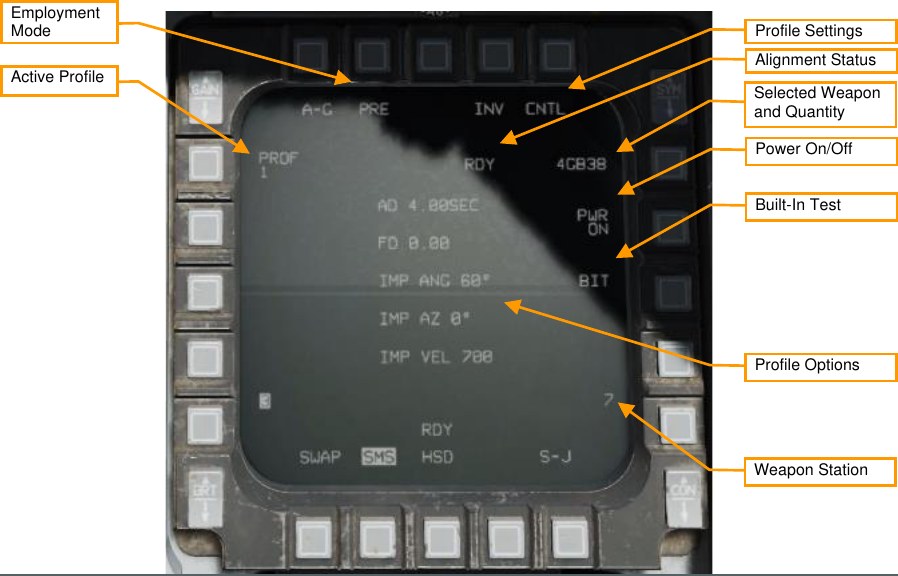 Employment
Mode
Active Profile
Profile Settings
Alignment Status
Selected Weapon
and Quantity
Power On/Off
Built-In Test
Profile Options
Weapon Station
GAIN
SYM
A-G PRE INV CNTL
PROF
1
RDY
4GB38
AD 4.00SEC
PWR
ON
FD 0.00
IMP ANG 60°
BIT
IMP AZ 0°
IMP VEL 700
3
7
RDY
SWAP SMS HSD S-J
BRT
CON